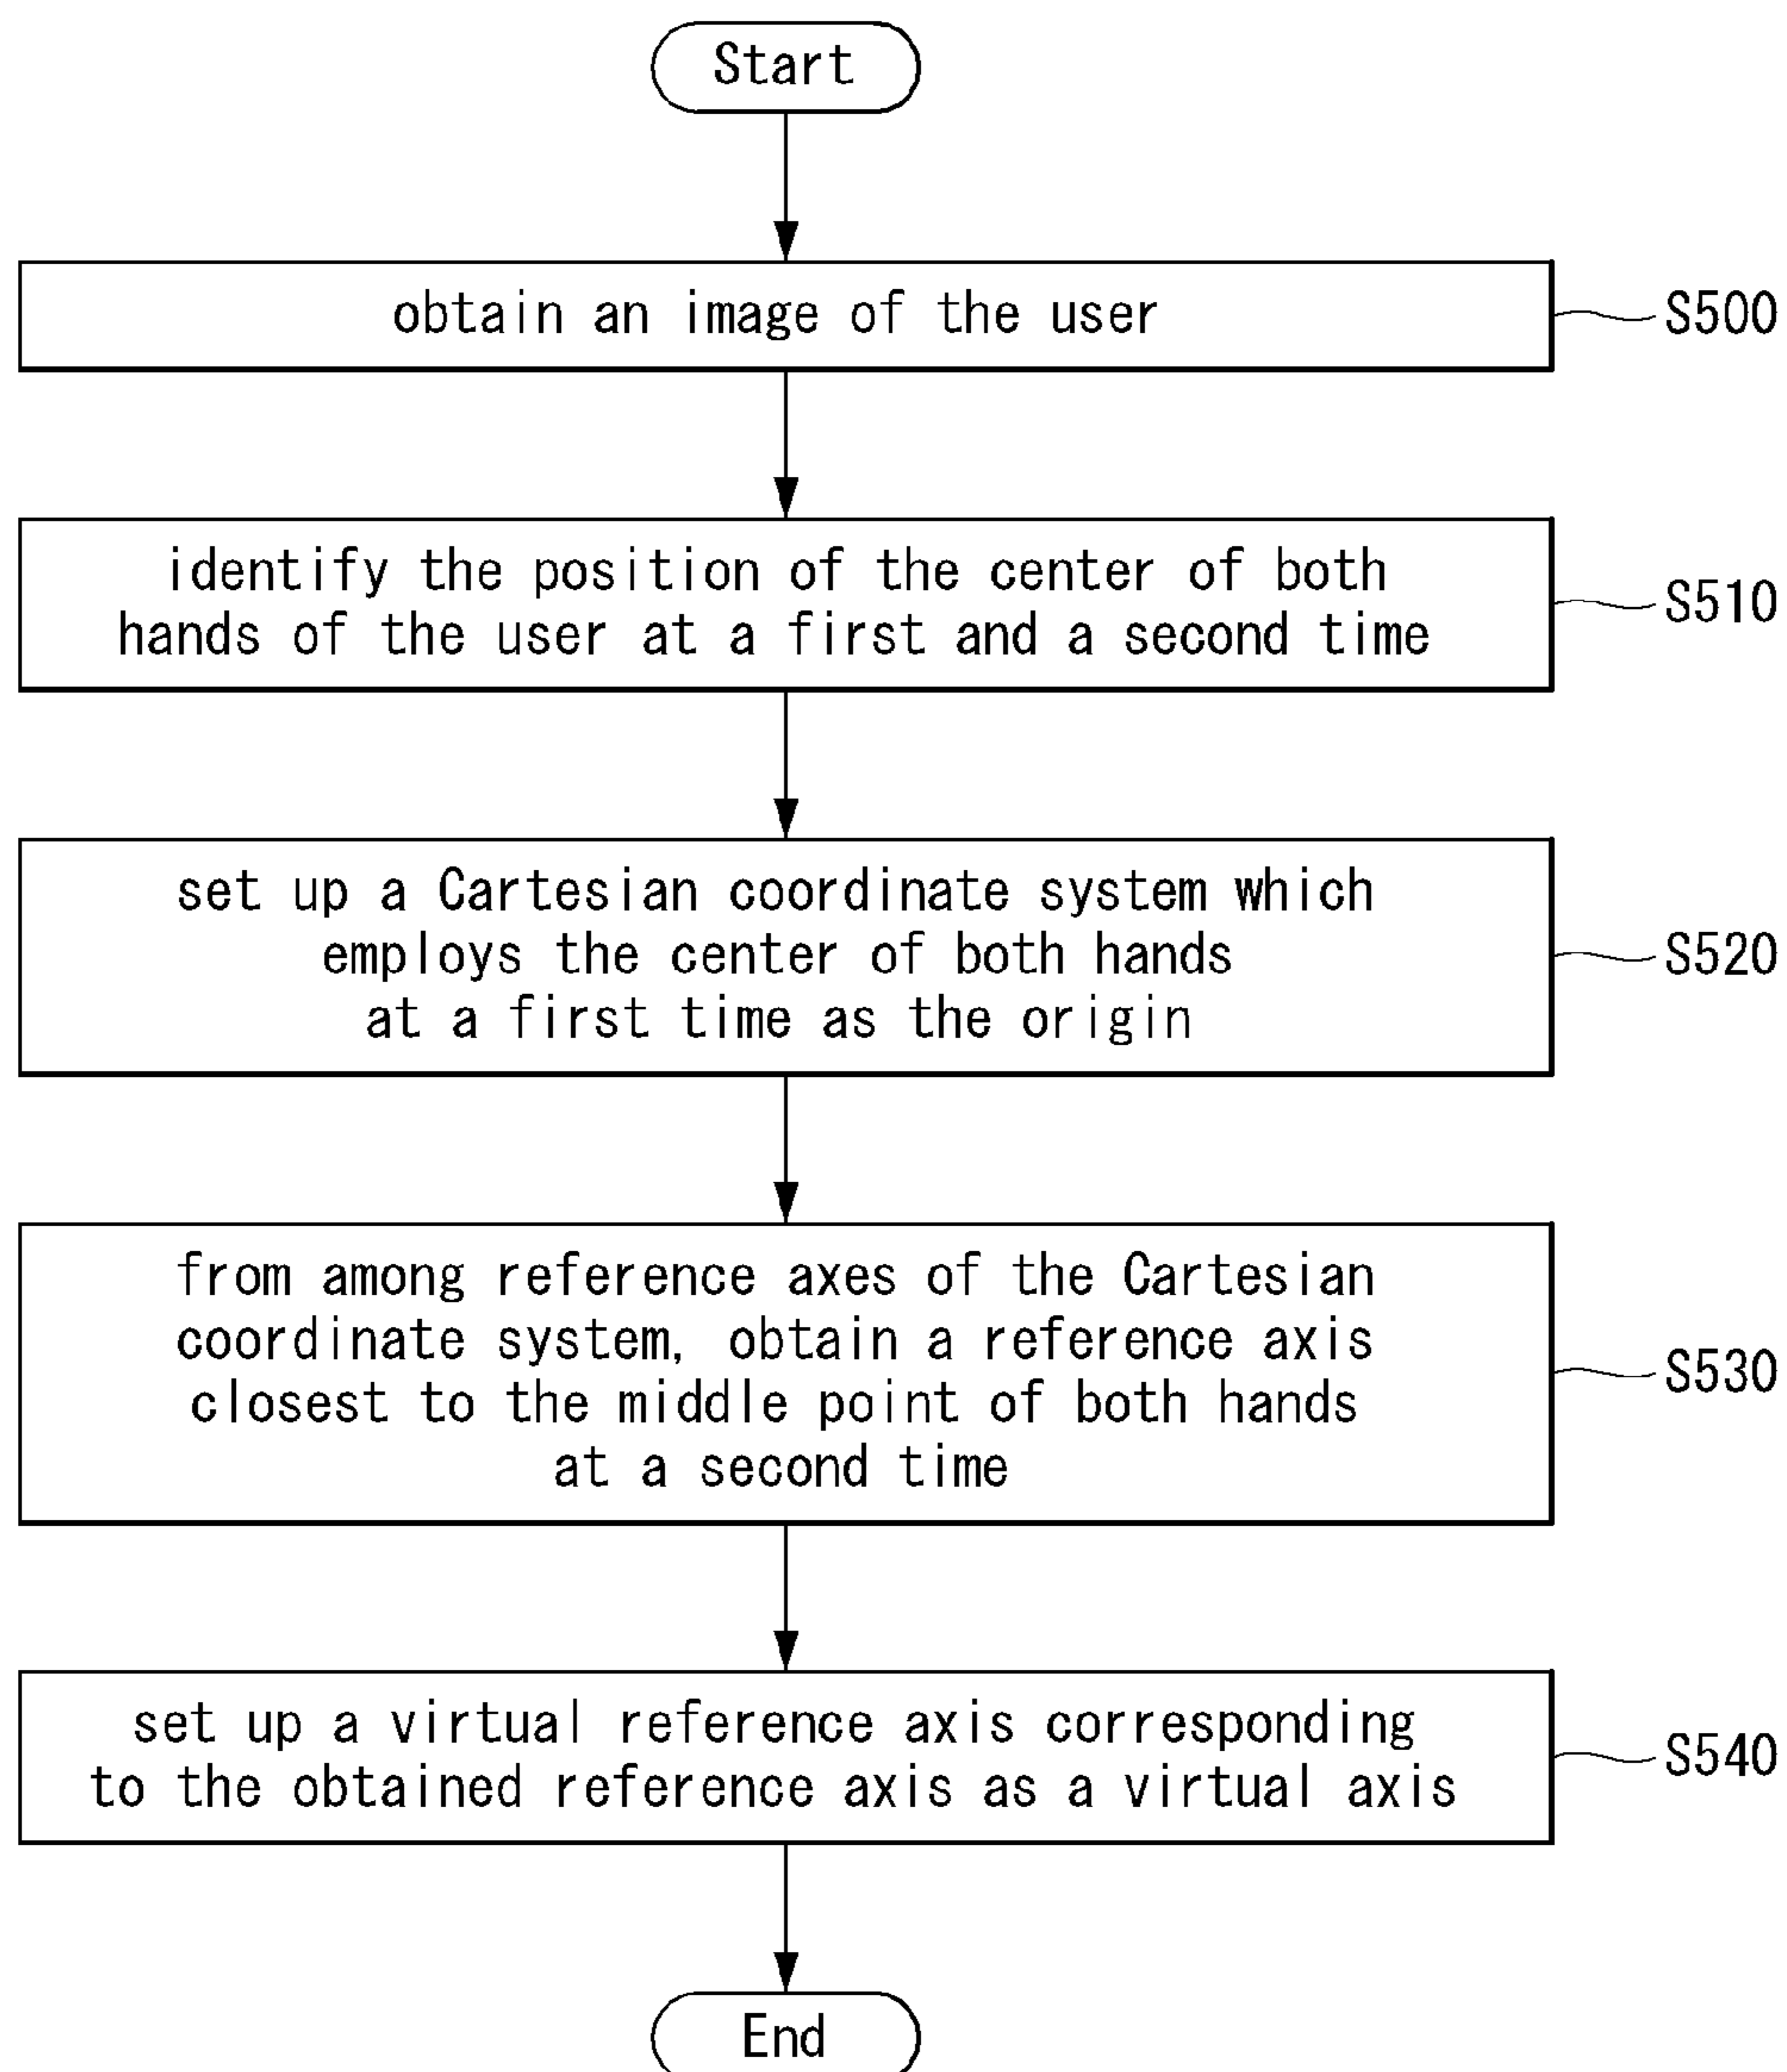 Start
obtain an image of the user
S500
identify the position of the center of both
hands of the user at a first and a second time
S510
set up a Cartesian coordinate system which
employs the center of both hands
at a first time as the origin
S520
from among reference axes of the Cartesian
coordinate system, obtain a reference axis
closest to the middle point of both hands
at a second time
S530
set up a virtual reference axis corresponding
to the obtained reference axis as a virtual axis
S540
End